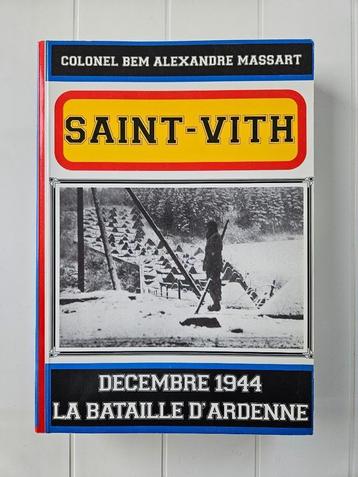 COLONEL BEM ALEXANDRE MASSART
SAINT-VITH
DECEMBRE 1944
LA BATAILLE D'ARDENNE